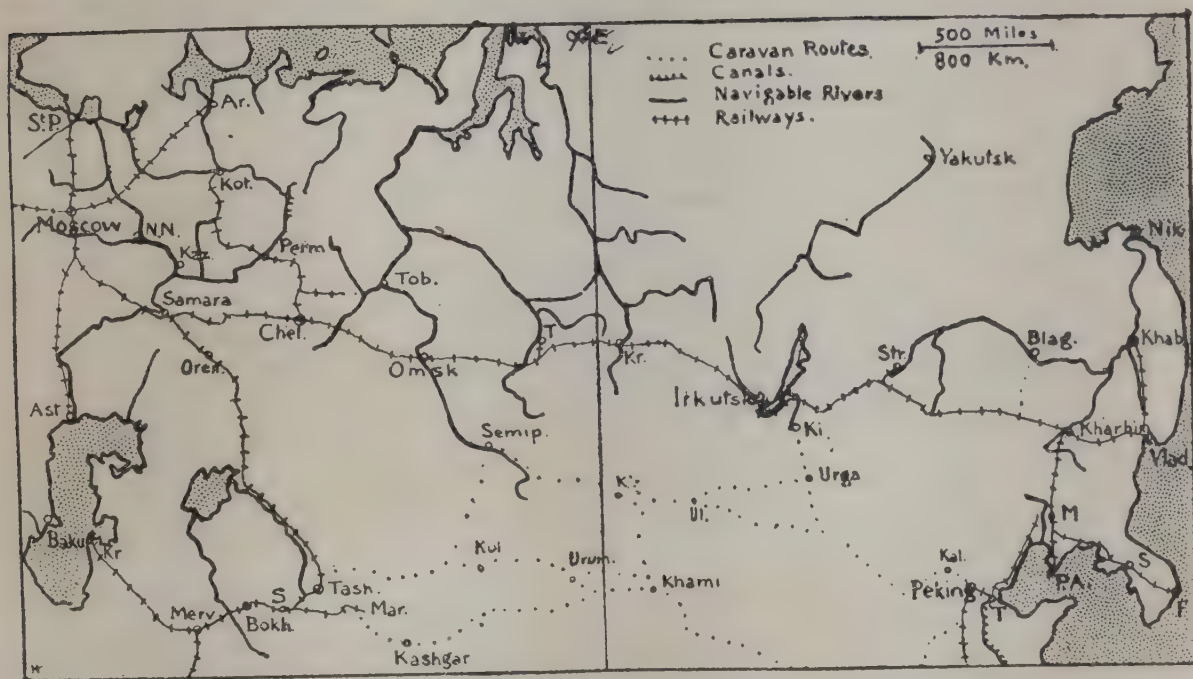 500 Miles
800 Km.
Caravan Routes.
Canals.
Navigable Rivers
Railways.
Ar.
St.P.
Yakutsk
Kot.
Moscow
N.N.
Nik.
Kaz.
Perm
Tob.
Samara
Chel.
T
Kr.
Omsk
Oren.
Str.
Blag.
Khab.
Irkutsk
Ast
Semip.
Ki.
Kharbin
Vlad.
Urga
K.
Ul.
M
Baku
Kr
Kul
Urum.
Khami
Kal.
S
Peking
P.A.
T
F
Tash.
S
Mar.
Merv
Bokh.
Kashgar